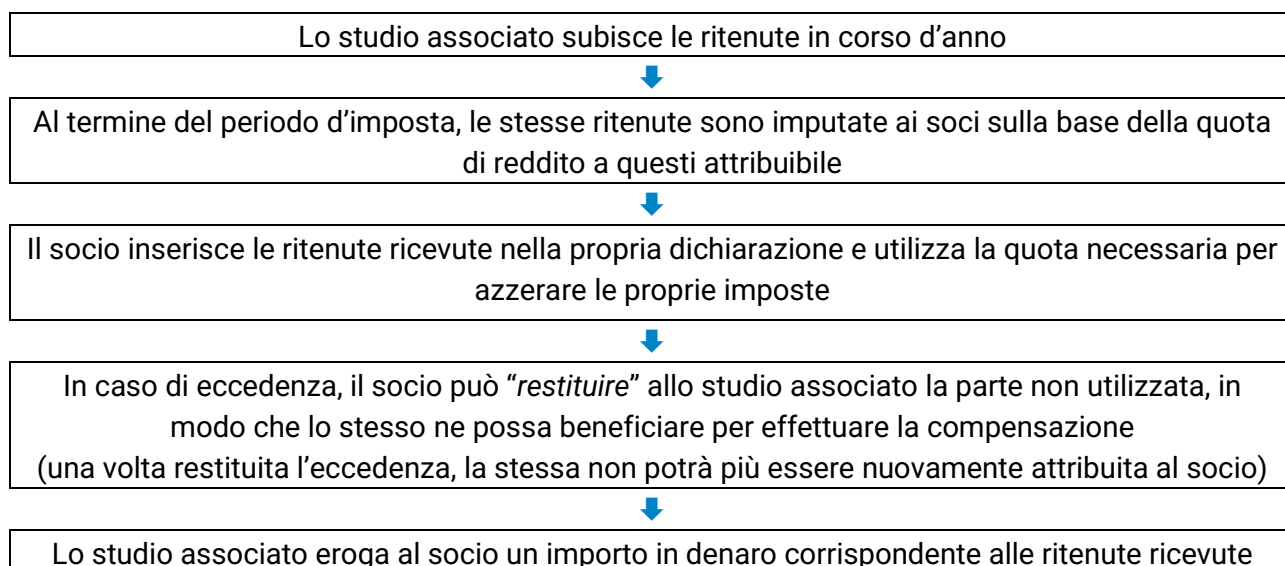 Lo studio associato subisce le ritenute in corso d’anno
Al termine del periodo d’imposta, le stesse ritenute sono imputate ai soci sulla base della quota
di reddito a questi attribuibile
Il socio inserisce le ritenute ricevute nella propria dichiarazione e utilizza la quota necessaria per
azzerare le proprie imposte
In caso di eccedenza, il socio può “restituire” allo studio associato la parte non utilizzata, in
modo che lo stesso ne possa beneficiare per effettuare la compensazione
(una volta restituita l’eccedenza, la stessa non potrà più essere nuovamente attribuita al socio)
Lo studio associato eroga al socio un importo in denaro corrispondente alle ritenute ricevute